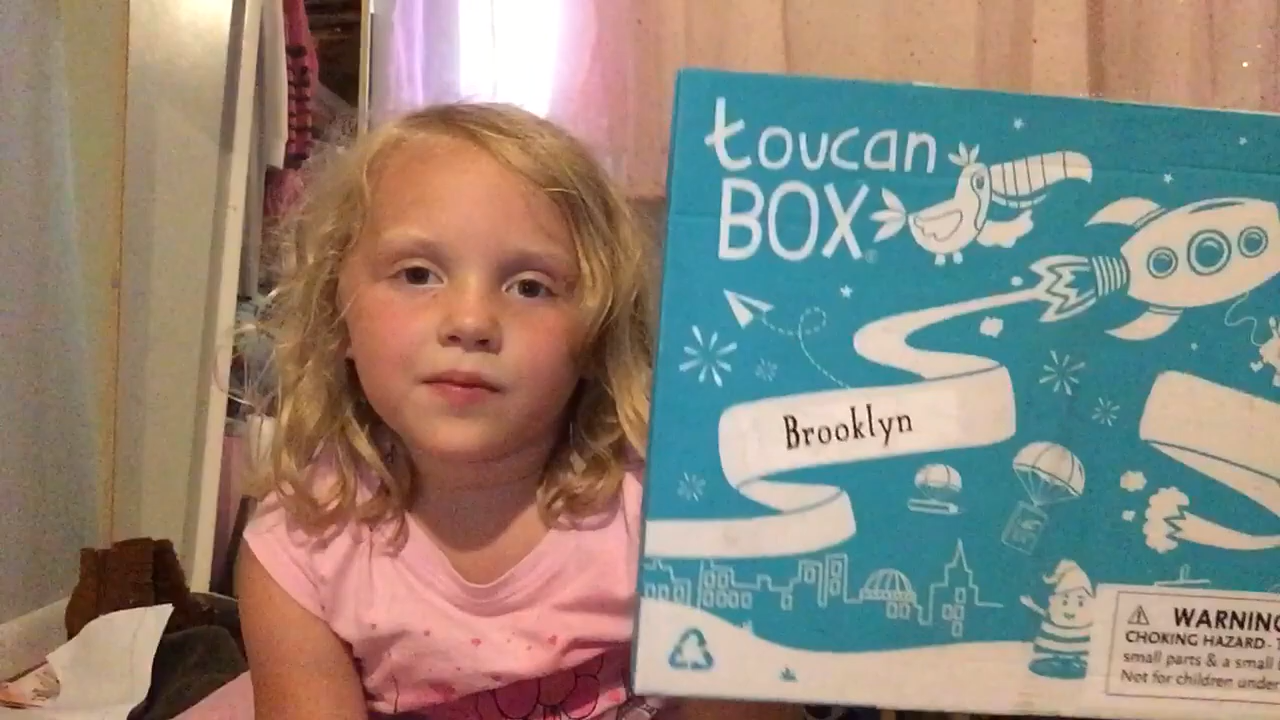 toucan
BOX®
Brooklyn
WARNING
CHOKING HAZARD -
small parts & a small
Not for children under